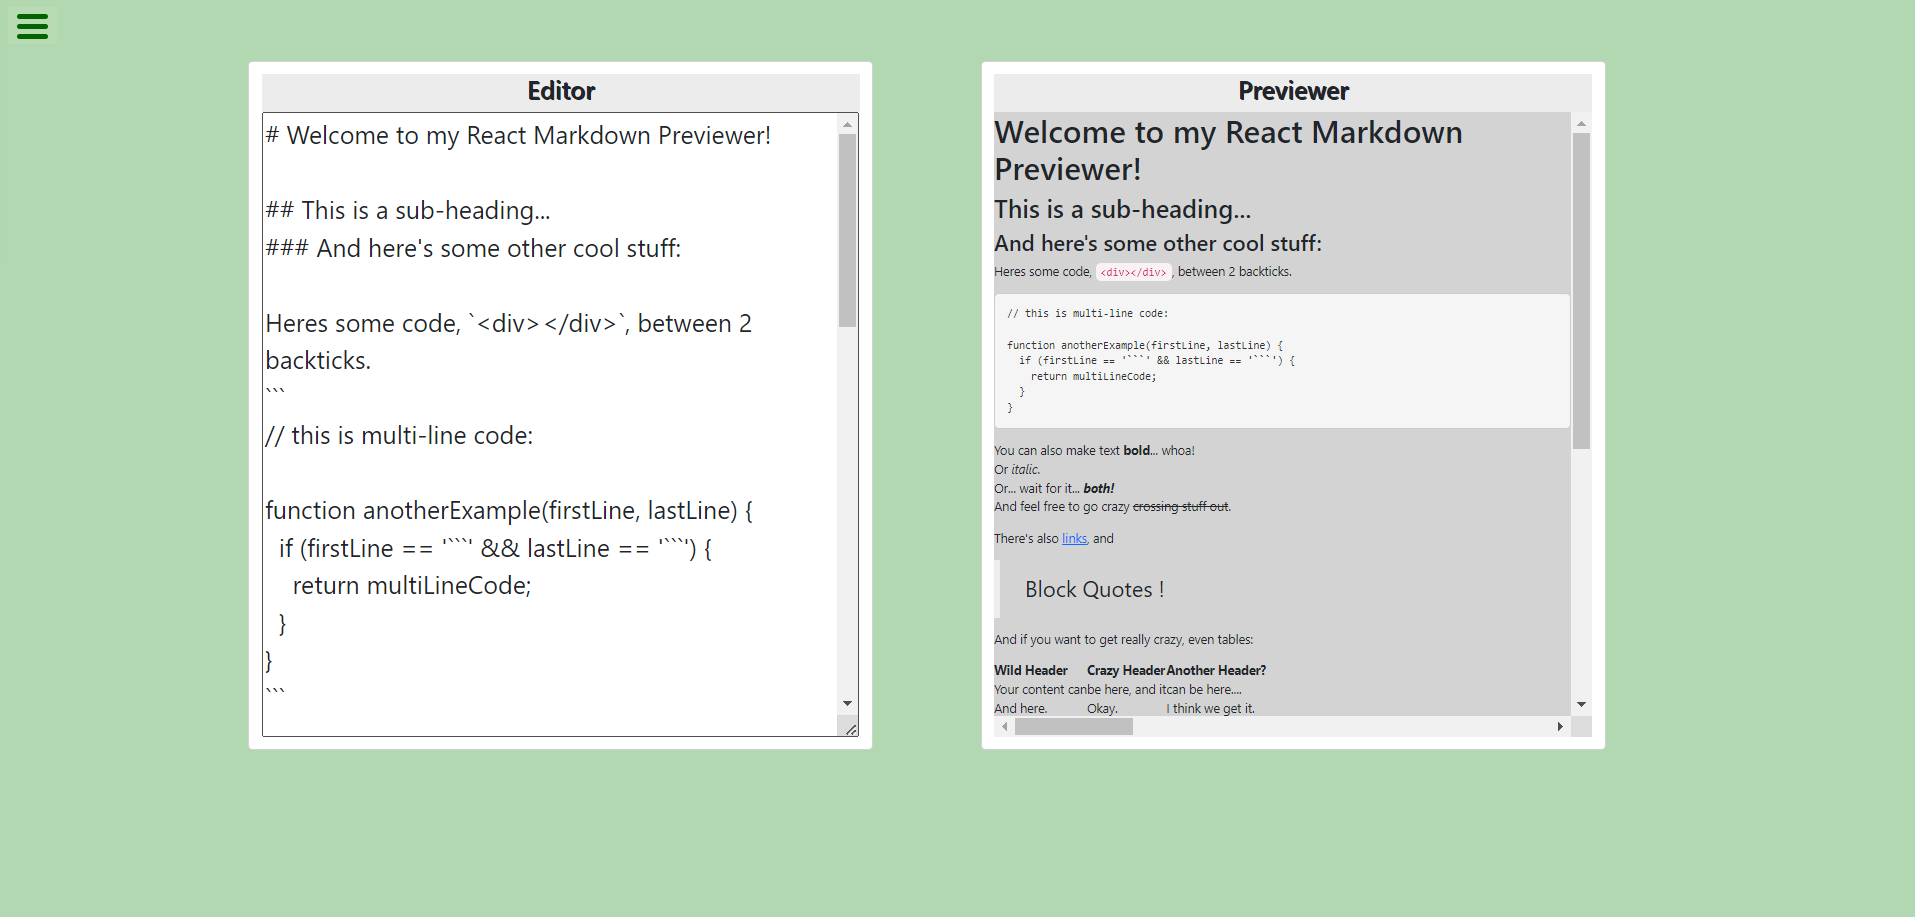 Editor
# Welcome to my React Markdown Previewer!

## This is a sub-heading...
### And here's some other cool stuff:

Heres some code, `<div></div>`, between 2
backticks.
```
// this is multi-line code:

function anotherExample(firstLine, lastLine) {
  if (firstLine == '```' && lastLine == '```') {
    return multiLineCode;
  }
}
```
Previewer
Welcome to my React Markdown
Previewer!
This is a sub-heading...
And here's some other cool stuff:
Heres some code, <div></div>, between 2 backticks.
// this is multi-line code:

function anotherExample(firstLine, lastLine) {
  if (firstLine == '```' && lastLine == '```') {
    return multiLineCode;
  }
}
You can also make text bold... whoa!
Or italic.
Or... wait for it... both!
And feel free to go crazy crossing stuff out.
There's also links, and
Block Quotes !
And if you want to get really crazy, even tables:
Wild Header Crazy Header Another Header?
Your content can be here, and it can be here....
And here. Okay. I think we get it.